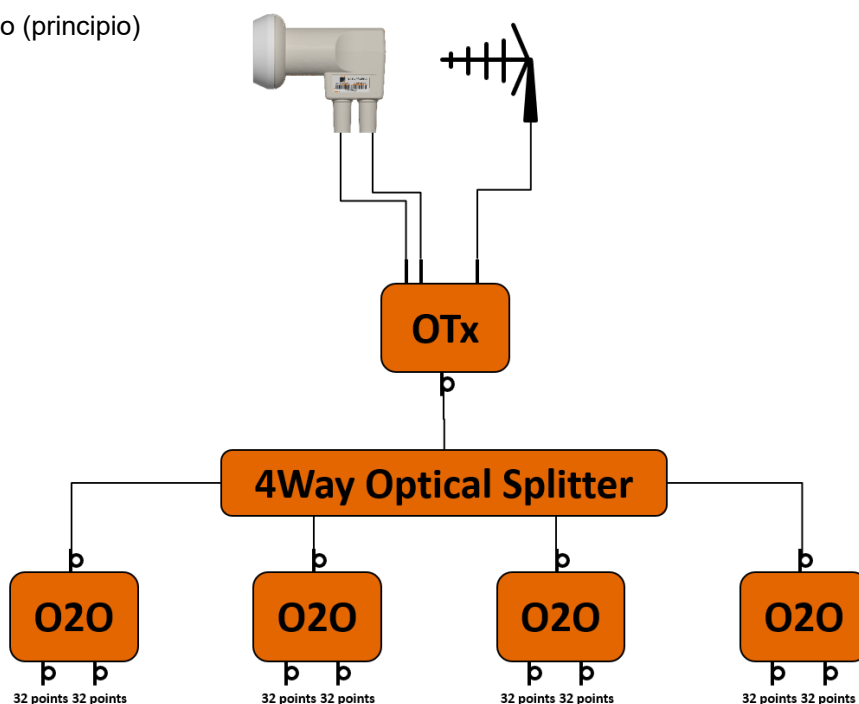 o (principio)
OTx
4Way Optical Splitter
O2O O2O O2O O2O
32 points 32 points 32 points 32 points 32 points 32 points 32 points 32 points